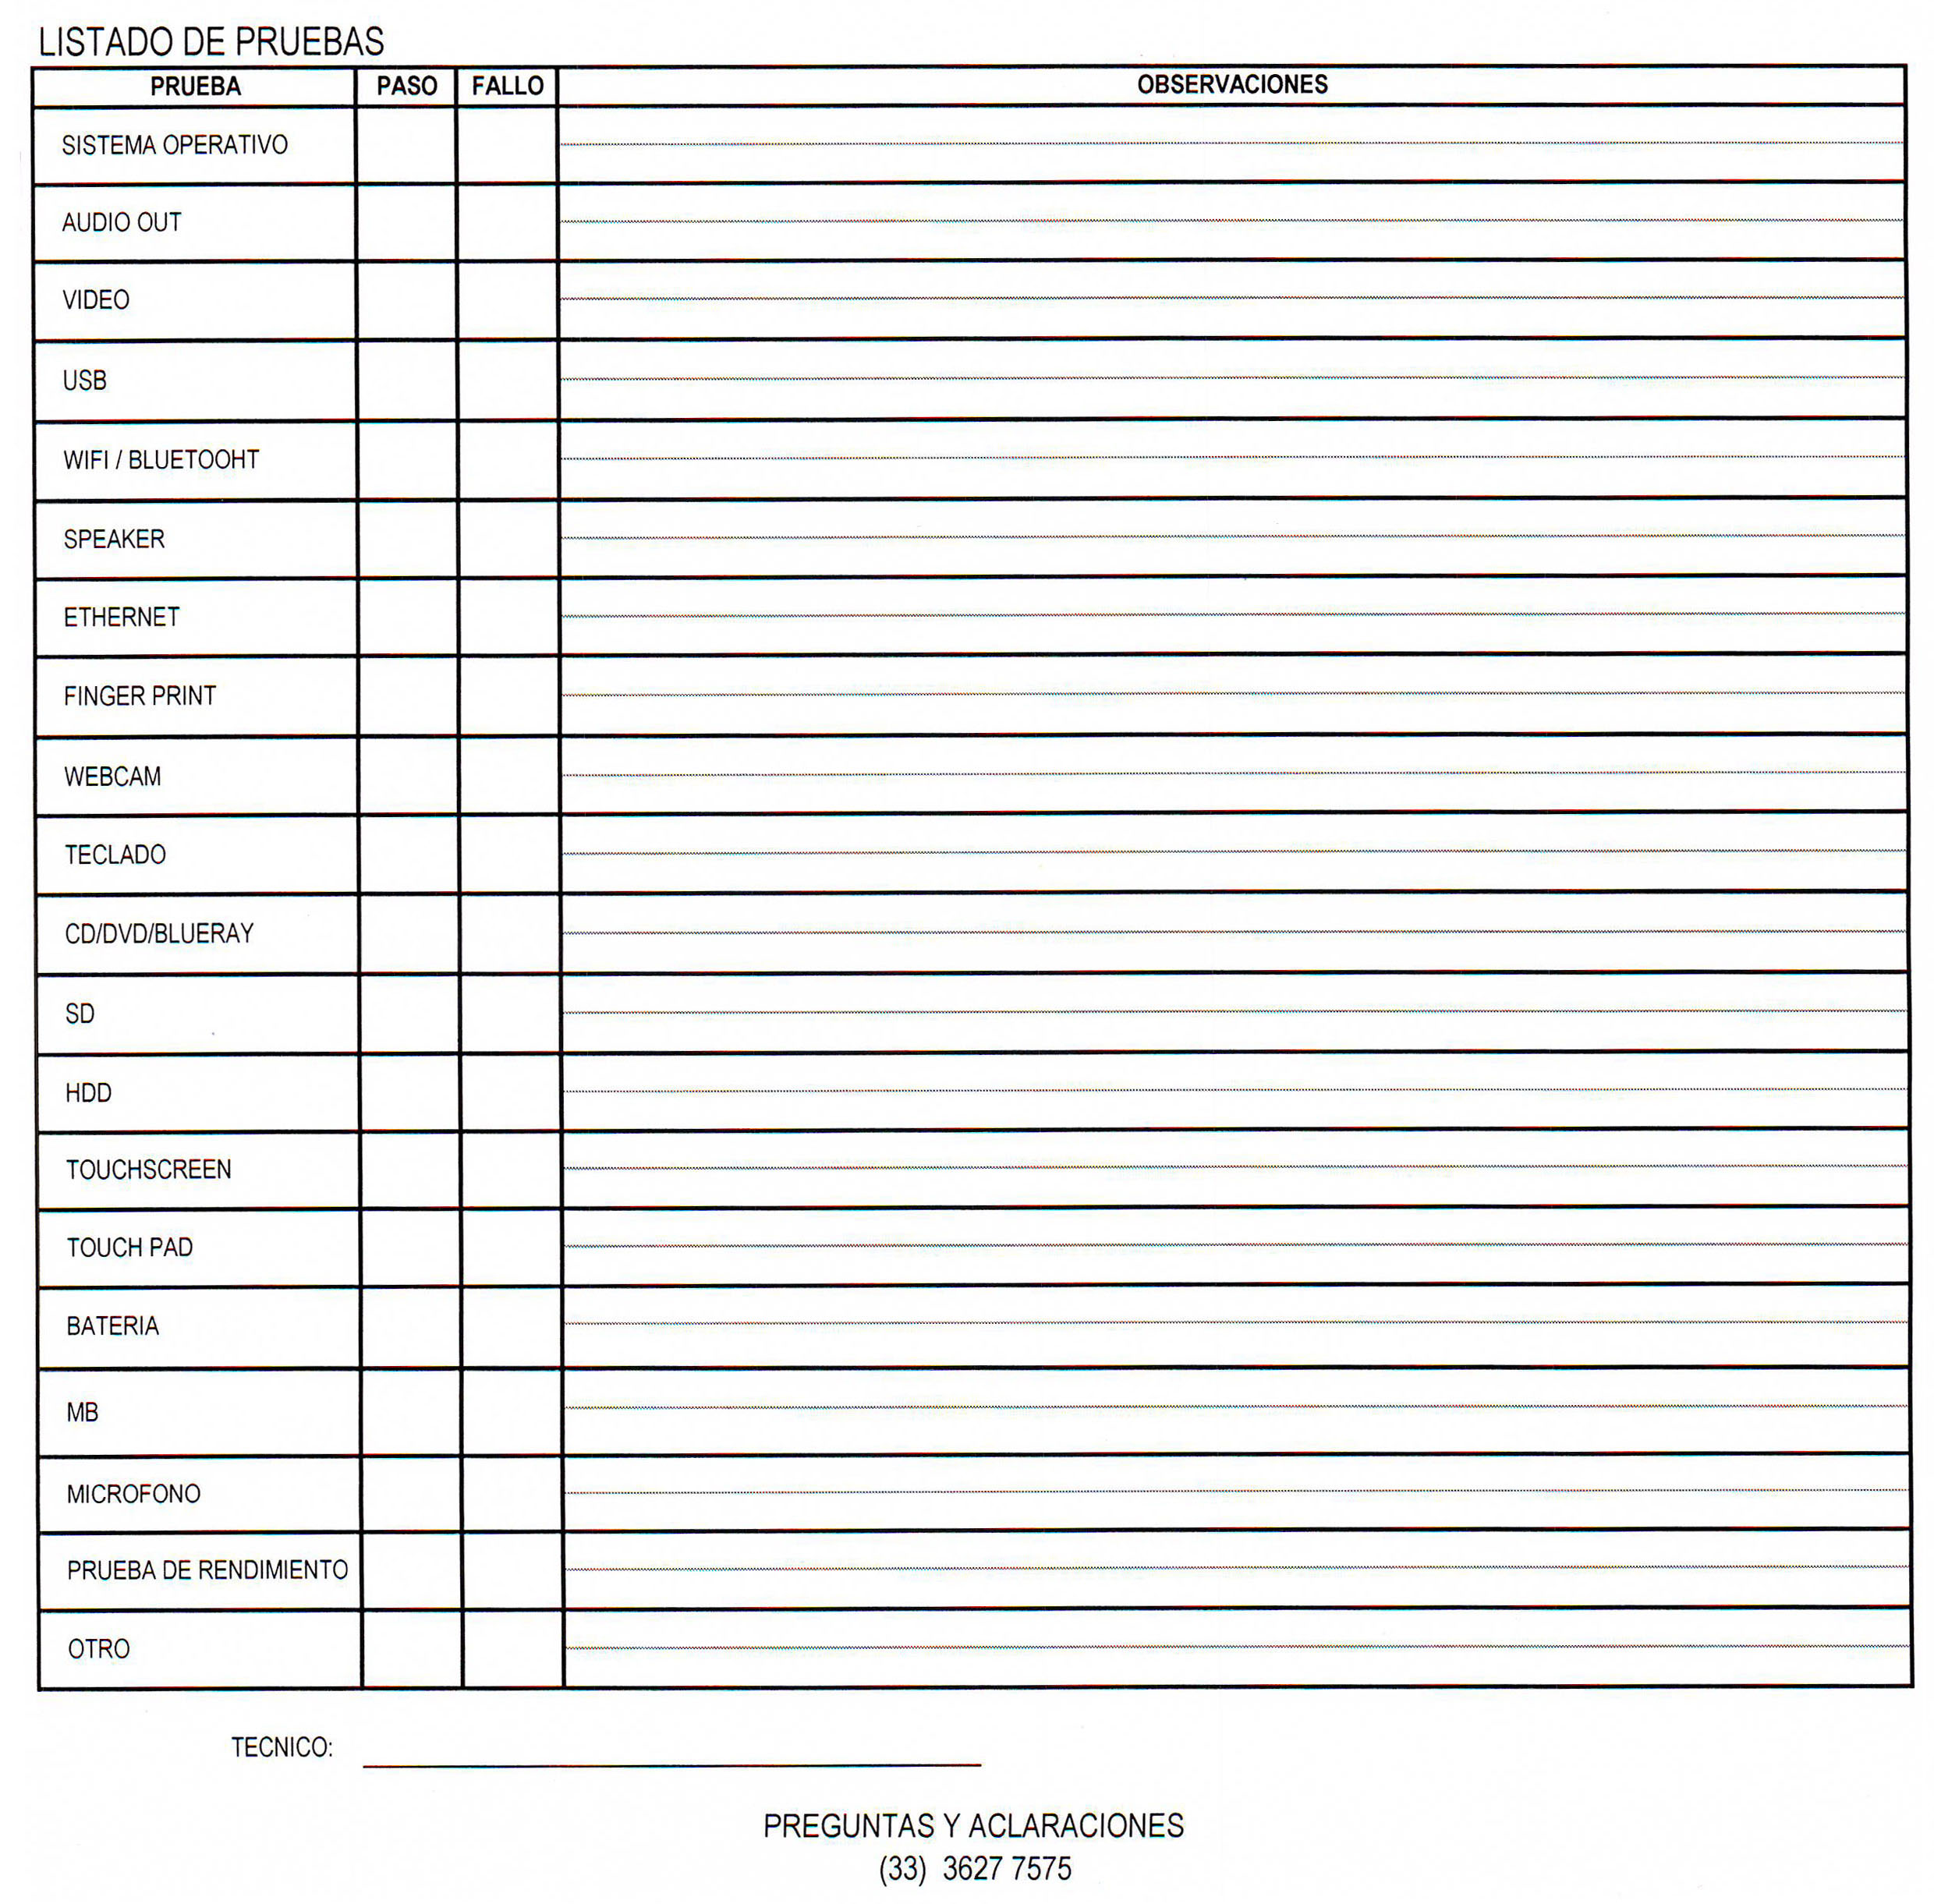 LISTADO DE PRUEBAS
PRUEBA PASO FALLO OBSERVACIONES
SISTEMA OPERATIVO
AUDIO OUT
VIDEO
USB
WIFI / BLUETOOHT
SPEAKER
ETHERNET
FINGER PRINT
WEBCAM
TECLADO
CD/DVD/BLUERAY
SD
HDD
TOUCHSCREEN
TOUCH PAD
BATERIA
MB
MICROFONO
PRUEBA DE RENDIMIENTO
OTRO
TECNICO:
PREGUNTAS Y ACLARACIONES
(33) 3627 7575